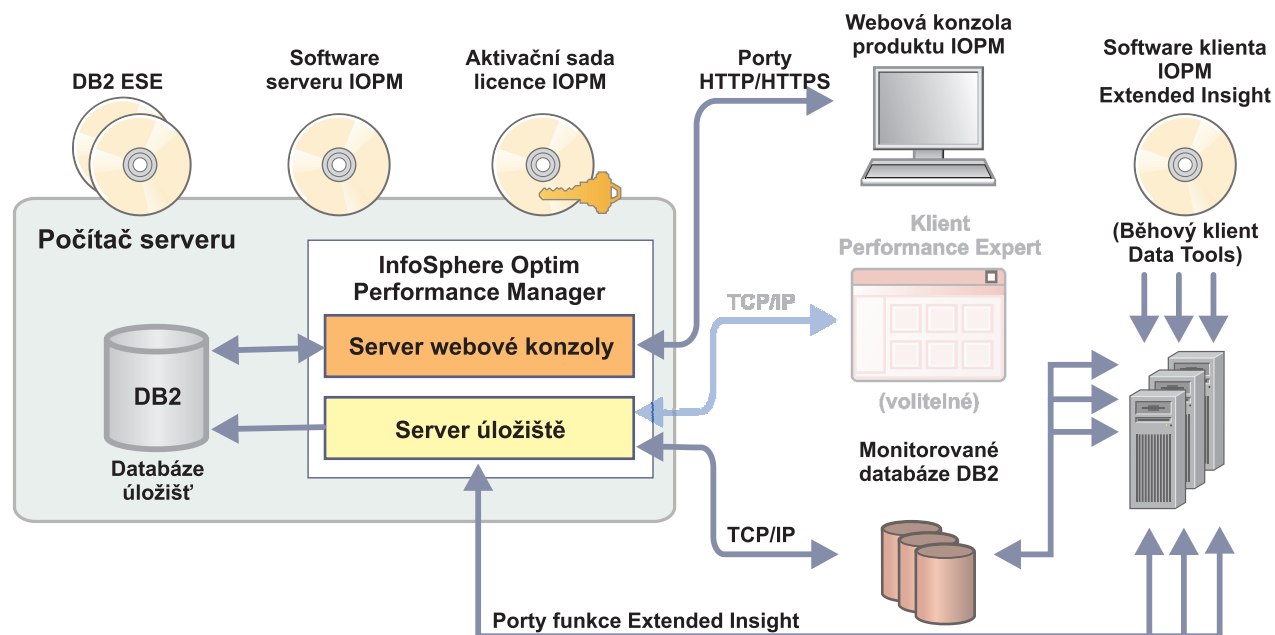 DB2 ESE
Software
serveru IOPM
Aktivační sada
licence IOPM
Porty
HTTP/HTTPS
Webová konzola
produktu IOPM
Software klienta
IOPM
Extended Insight
(Běhový klient
Data Tools)
Počítač serveru
InfoSphere Optim
Performance Manager
Server webové konzoly
Server úložiště
DB2
Databáze
úložišť
Klient
Performance Expert
TCP/IP
(volitelné)
Monitorované
databáze DB2
TCP/IP
Porty funkce Extended Insight